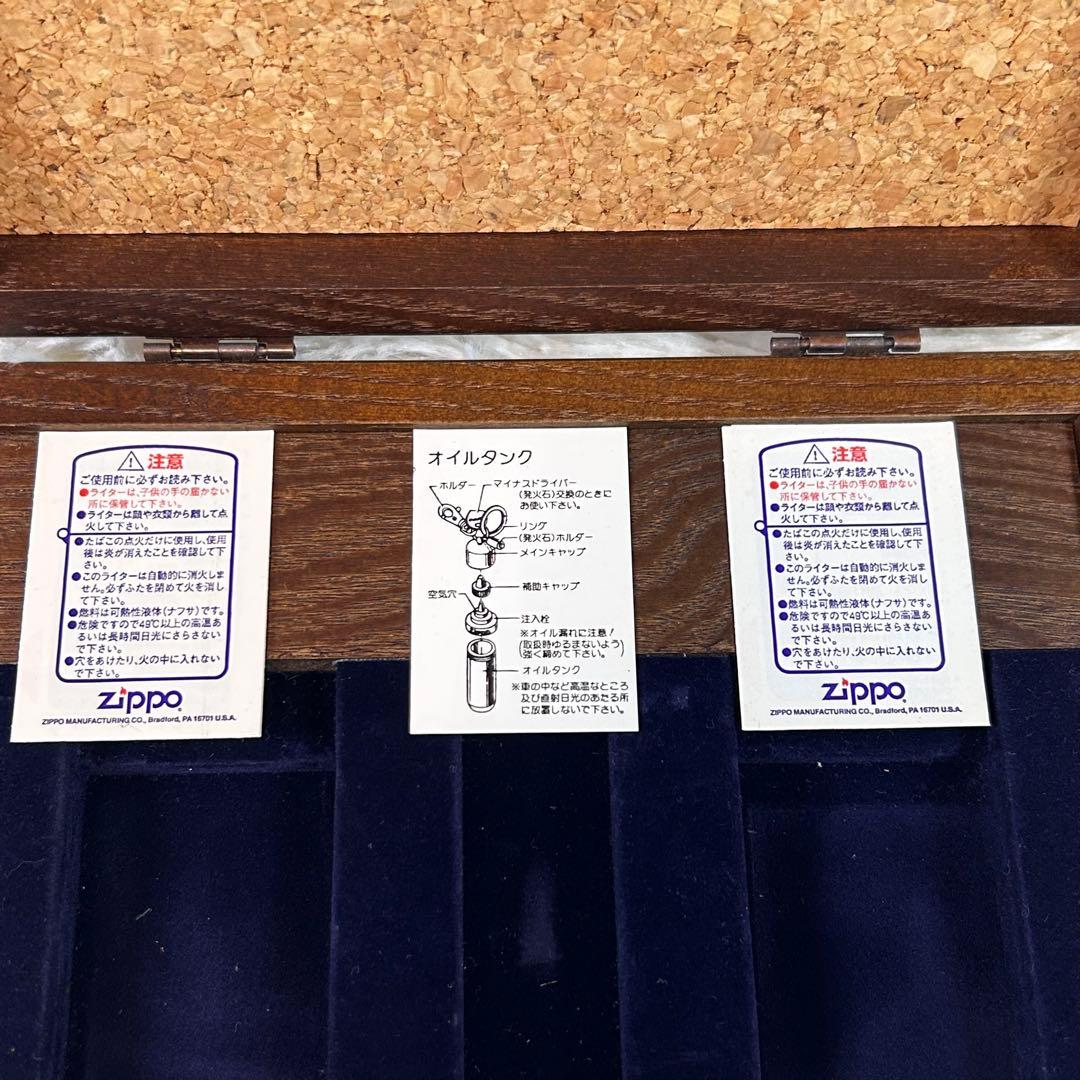 注意
ご使用前に必ずお読み下さい。
●ライターは、子供の手の届かない
所に保管して下さい。
●ライターは顔や衣類から離して点
火して下さい。
●たばこの点火だけに使用し、使用
後は炎が消えたことを確認して下
さい。
●このライターは自動的に消火しま
せん。必ずふたを閉めて火を消し
て下さい。
●燃料は可熱性液体(ナフサ)です。
●危険ですので49℃以上の高温あ
るいは長時間日光にさらさない
で下さい。
●穴をあけたり、火の中に入れない
で下さい。
Zippo
ZIPPO MANUFACTURING CO., Bradford, PA 16701 U.S.A.
オイルタンク
ホルダー
マイナスドライバー
(発火石)交換のときに
お使い下さい。
リング
(発火石)ホルダー
メインキャップ
補助キャップ
空気穴
注入栓
※オイル漏れに注意!
(取扱時ゆるまないよう)
強く締めて下さい。
オイルタンク
※車の中など高温なところ
及び直射日光のあたる所
に放置しないで下さい。
注意
ご使用前に必ずお読み下さい。
●ライターは、子供の手の届かない
所に保管して下さい。
●ライターは顔や衣類から離して点
火して下さい。
●たばこの点火だけに使用し、使用
後は炎が消えたことを確認して下
さい。
●このライターは自動的に消火しま
せん。必ずふたを閉めて火を消し
て下さい。
●燃料は可熱性液体(ナフサ)です。
●危険ですので49℃以上の高温
あるいは長時間日光にさらさない
で下さい。
●穴をあけたり、火の中に入れない
で下さい。
Zippo
ZIPPO MANUFACTURING CO., Bradford, PA 16701 U.S.A.